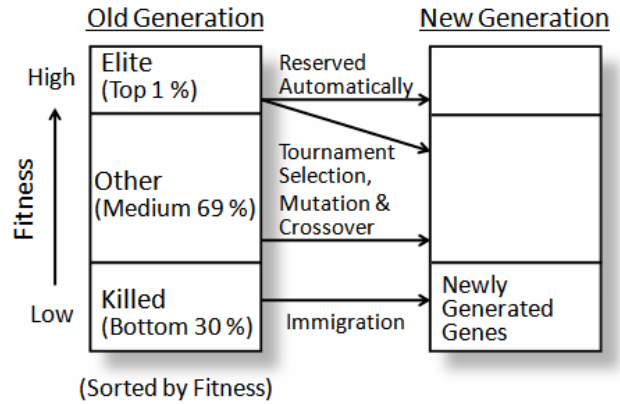 Old Generation
New Generation
High
Fitness
Low
Elite
(Top 1 %)
Other
(Medium 69 %)
Killed
(Bottom 30 %)
(Sorted by Fitness)
Reserved
Automatically
Tournament
Selection,
Mutation &
Crossover
Immigration
Newly
Generated
Genes